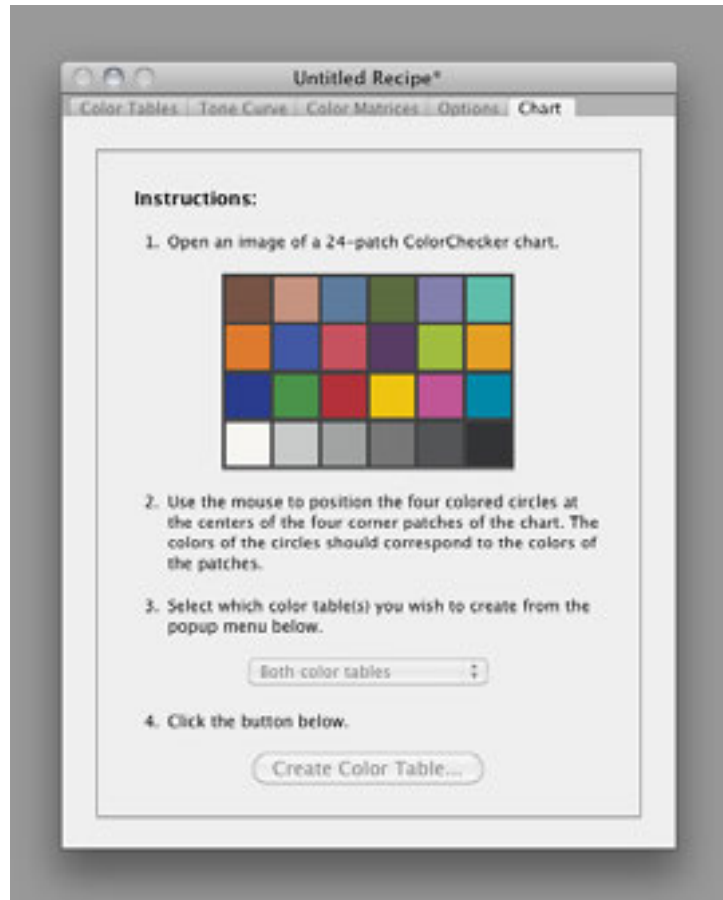 Untitled Recipe*
Color Tables Tone Curve Color Matrices Options Chart
Instructions:
1. Open an image of a 24-patch ColorChecker chart.
2. Use the mouse to position the four colored circles at
the centers of the four corner patches of the chart. The
colors of the circles should correspond to the colors of
the patches.
3. Select which color table(s) you wish to create from the
popup menu below.
Both color tables
4. Click the button below.
Create Color Table...